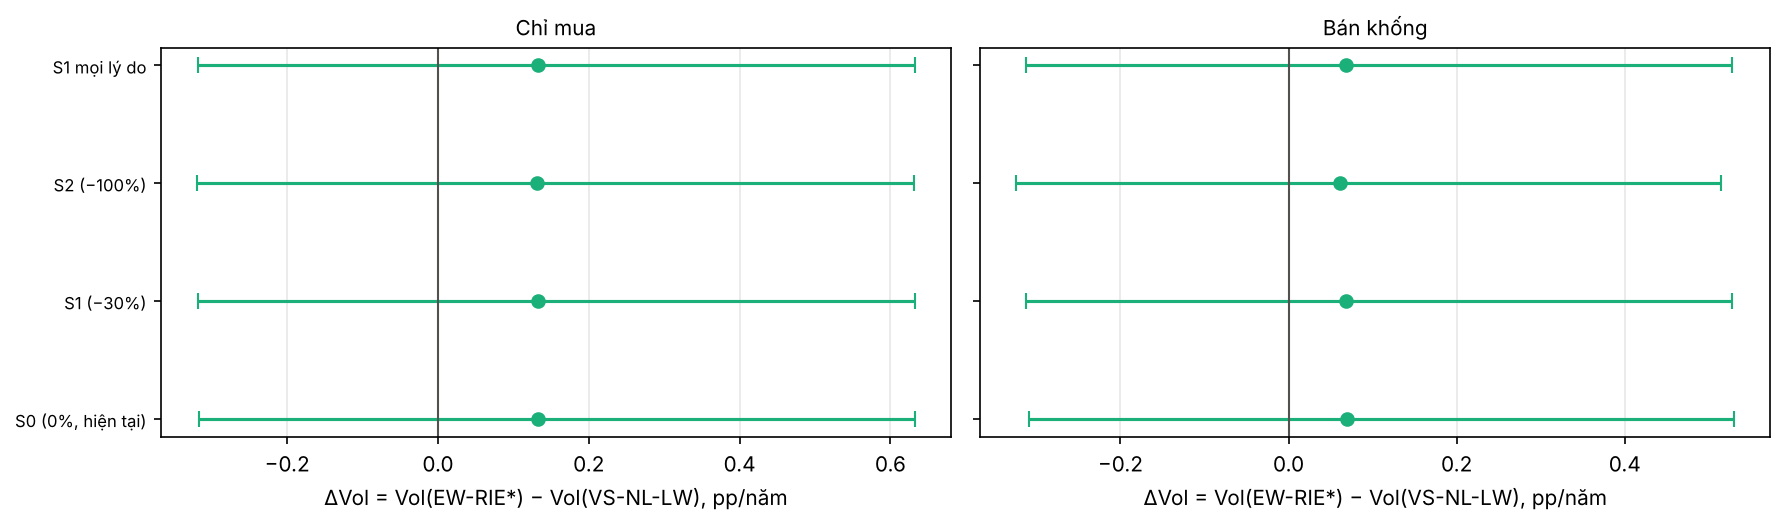 Chỉ mua
Bán khống
S1 mọi lý do
S2 (−100%)
S1 (−30%)
S0 (0%, hiện tại)
−0.2 0.0 0.2 0.4 0.6
−0.2 0.0 0.2 0.4
ΔVol = Vol(EW-RIE*) − Vol(VS-NL-LW), pp/năm
ΔVol = Vol(EW-RIE*) − Vol(VS-NL-LW), pp/năm